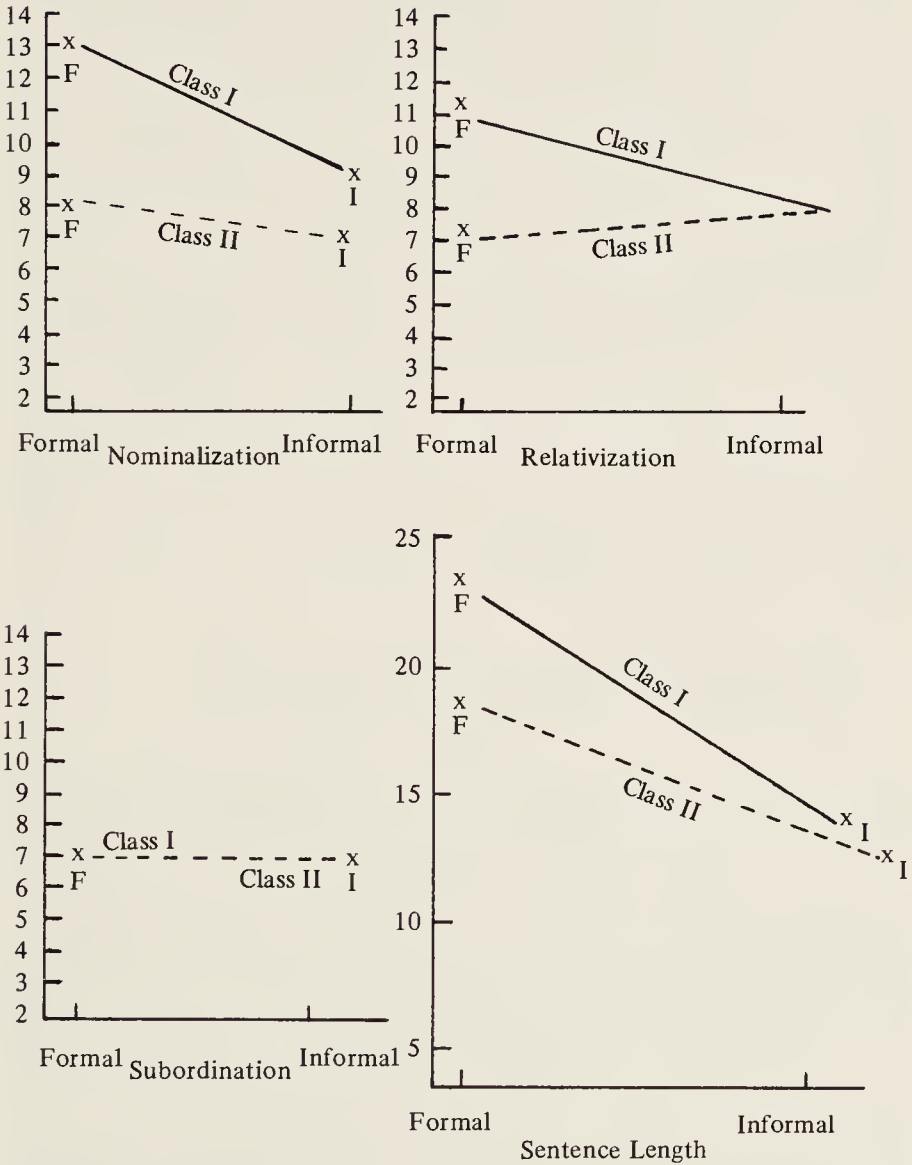 14
13 x
12 F
11
10
9
8 x
7 F
6
5
4
3
2
Class I
x
I
Class II
x
I
Formal Nominalization Informal
14
13
12
11 x
10 F
9
8
7 x
6 F
5
4
3
2
Class I
Class II
Formal Relativization Informal
14
13
12
11
10
9
8
7 x
6 F
5
4
3
2
Class I
Class II
x
I
Formal Subordination Informal
25
x
F
20
x
F
15
10
5
Class I
Class II
x
I
x
I
Formal Informal
Sentence Length